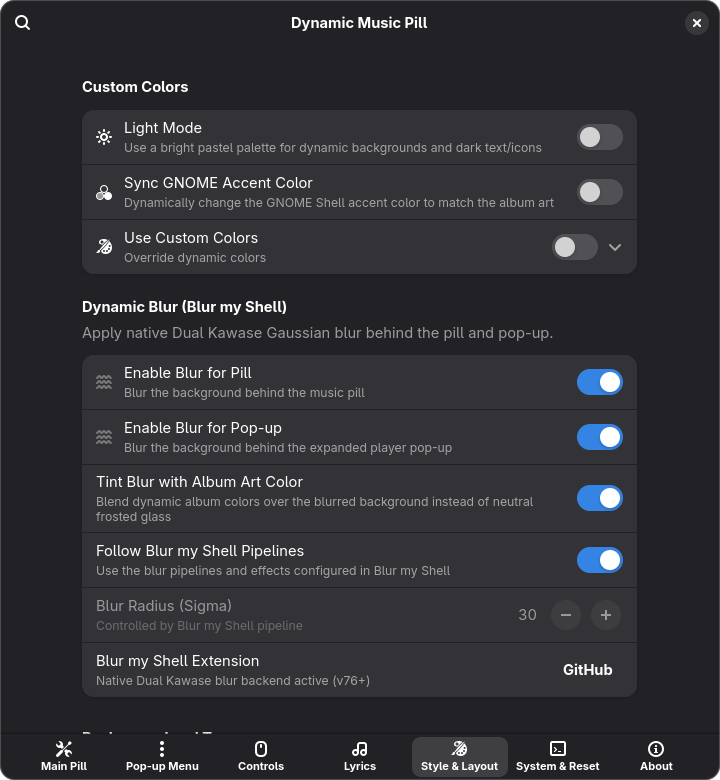 Dynamic Music Pill
Custom Colors
Light Mode
Use a bright pastel palette for dynamic backgrounds and dark text/icons
Sync GNOME Accent Color
Dynamically change the GNOME Shell accent color to match the album art
Use Custom Colors
Override dynamic colors
Dynamic Blur (Blur my Shell)
Apply native Dual Kawase Gaussian blur behind the pill and pop-up.
Enable Blur for Pill
Blur the background behind the music pill
Enable Blur for Pop-up
Blur the background behind the expanded player pop-up
Tint Blur with Album Art Color
Blend dynamic album colors over the blurred background instead of neutral
frosted glass
Follow Blur my Shell Pipelines
Use the blur pipelines and effects configured in Blur my Shell
Blur Radius (Sigma)
Controlled by Blur my Shell pipeline
30
Blur my Shell Extension
Native Dual Kawase blur backend active (v76+)
GitHub
Main Pill
Pop-up Menu
Controls
Lyrics
Style & Layout
System & Reset
About